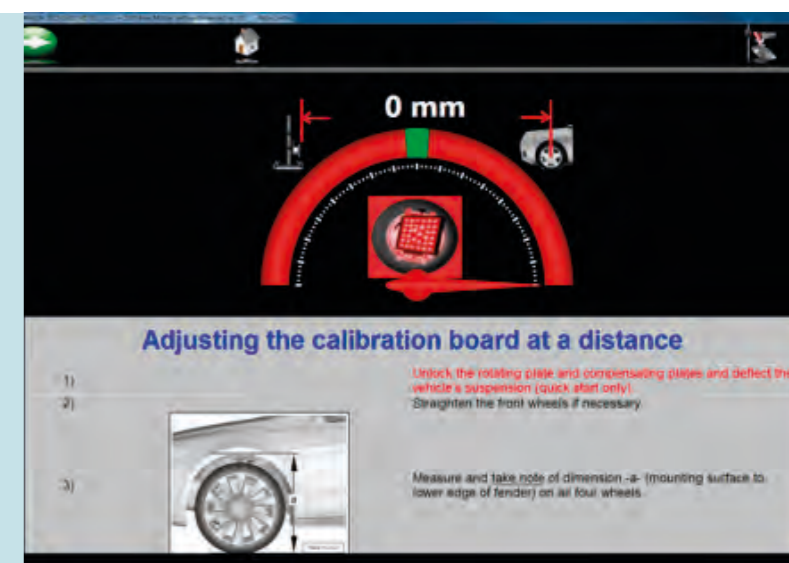 0 mm
Adjusting the calibration board at a distance
1)
Unlock the rotating plate and compensating plates and deflect the
vehicle's suspension (quick start only).
2)
Straighten the front wheels if necessary.
3)
Measure and take note of dimension -a- (mounting surface to
lower edge of fender) on all four wheels.
a